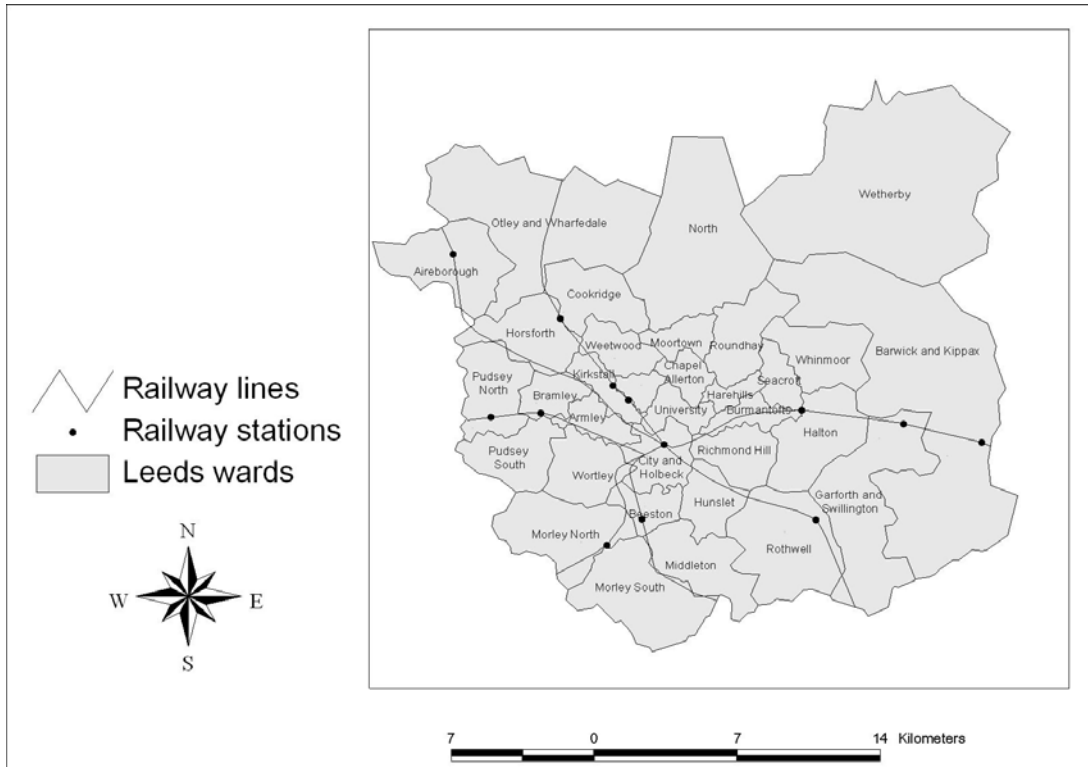 Wetherby
Otley and Wharfedale
North
Aireborough
Cookridge
Horsforth
Weetwood
Moortown
Roundhay
Whinmoor
Barwick and Kippax
Kirkstall
Chapel
Allerton
Seacroft
Pudsey
North
Bramley
Harehills
Armley
University
Burmantofts
Halton
Pudsey
South
Wortley
City and
Holbeck
Richmond Hill
Garforth and
Swillington
Hunslet
Beeston
Morley North
Rothwell
Middleton
Morley South
Railway lines
Railway stations
Leeds wards
N
W
E
S
7
0
7
14
Kilometers